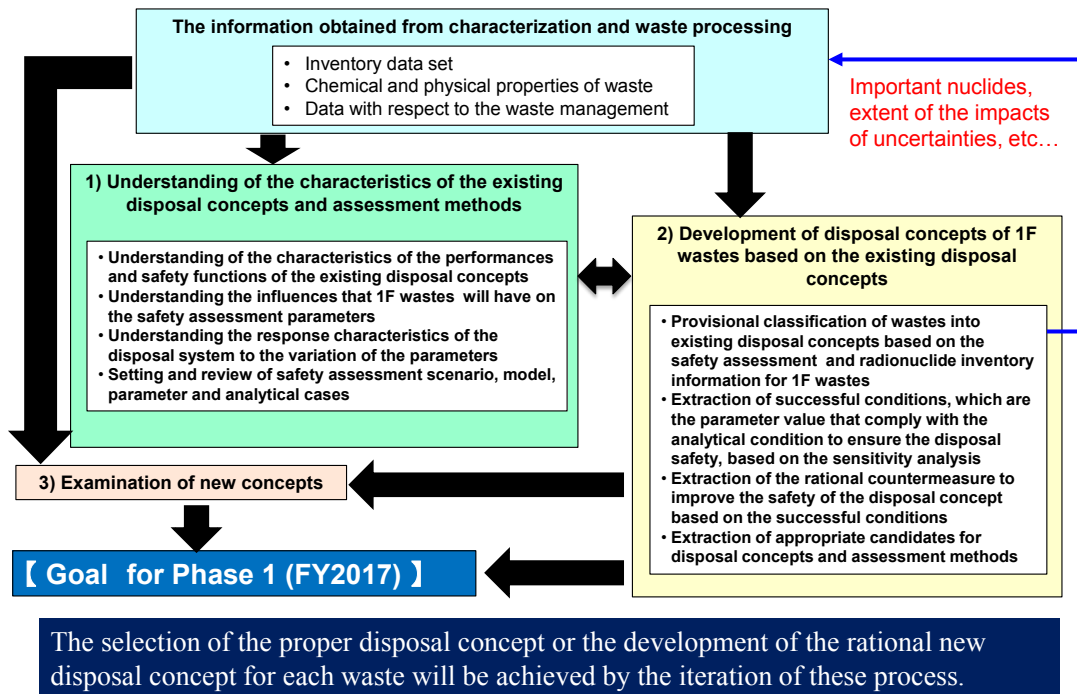 The information obtained from characterization and waste processing
• Inventory data set
• Chemical and physical properties of waste
• Data with respect to the waste management
Important nuclides,
extent of the impacts
of uncertainties, etc…
1) Understanding of the characteristics of the existing
disposal concepts and assessment methods
• Understanding of the characteristics of the performances
and safety functions of the existing disposal concepts
• Understanding the influences that 1F wastes will have on
the safety assessment parameters
• Understanding the response characteristics of the
disposal system to the variation of the parameters
• Setting and review of safety assessment scenario, model,
parameter and analytical cases
2) Development of disposal concepts of 1F
wastes based on the existing disposal
concepts
• Provisional classification of wastes into
existing disposal concepts based on the
safety assessment and radionuclide inventory
information for 1F wastes
• Extraction of successful conditions, which are
the parameter value that comply with the
analytical condition to ensure the disposal
safety, based on the sensitivity analysis
• Extraction of the rational countermeasure to
improve the safety of the disposal concept
based on the successful conditions
• Extraction of appropriate candidates for
disposal concepts and assessment methods
3) Examination of new concepts
【 Goal for Phase 1 (FY2017) 】
The selection of the proper disposal concept or the development of the rational new
disposal concept for each waste will be achieved by the iteration of these process.